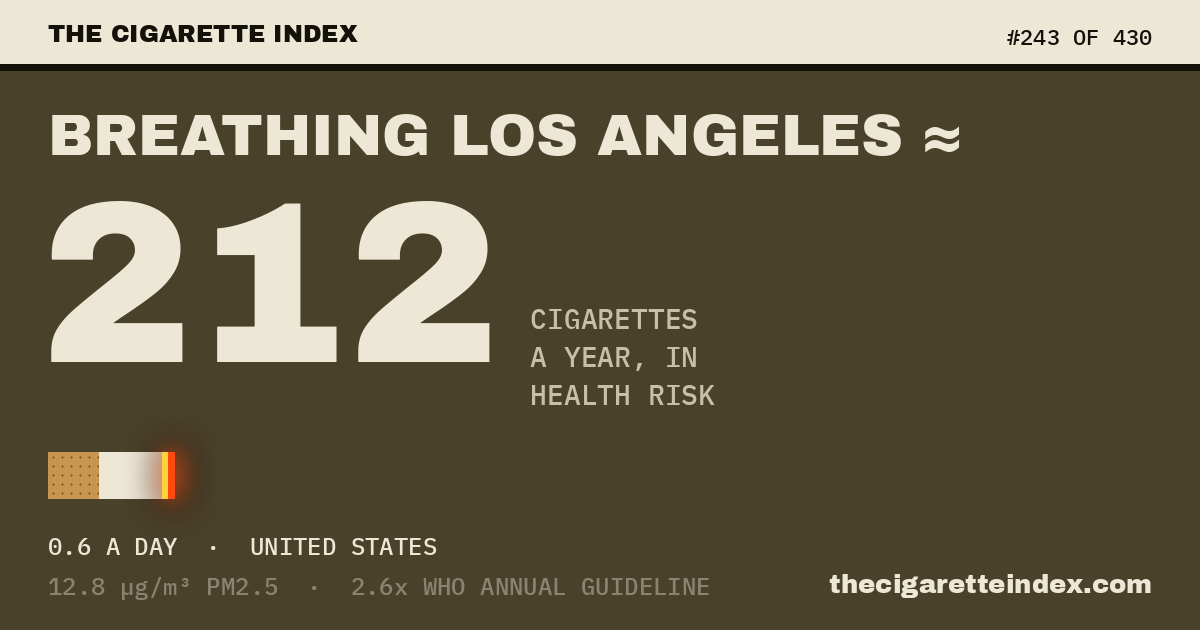 THE CIGARETTE INDEX
#243 OF 430
BREATHING LOS ANGELES ≈
212
CIGARETTES
A YEAR, IN
HEALTH RISK
0.6 A DAY · UNITED STATES
12.8 µg/m³ PM2.5 · 2.6x WHO ANNUAL GUIDELINE
thecigaretteindex.com